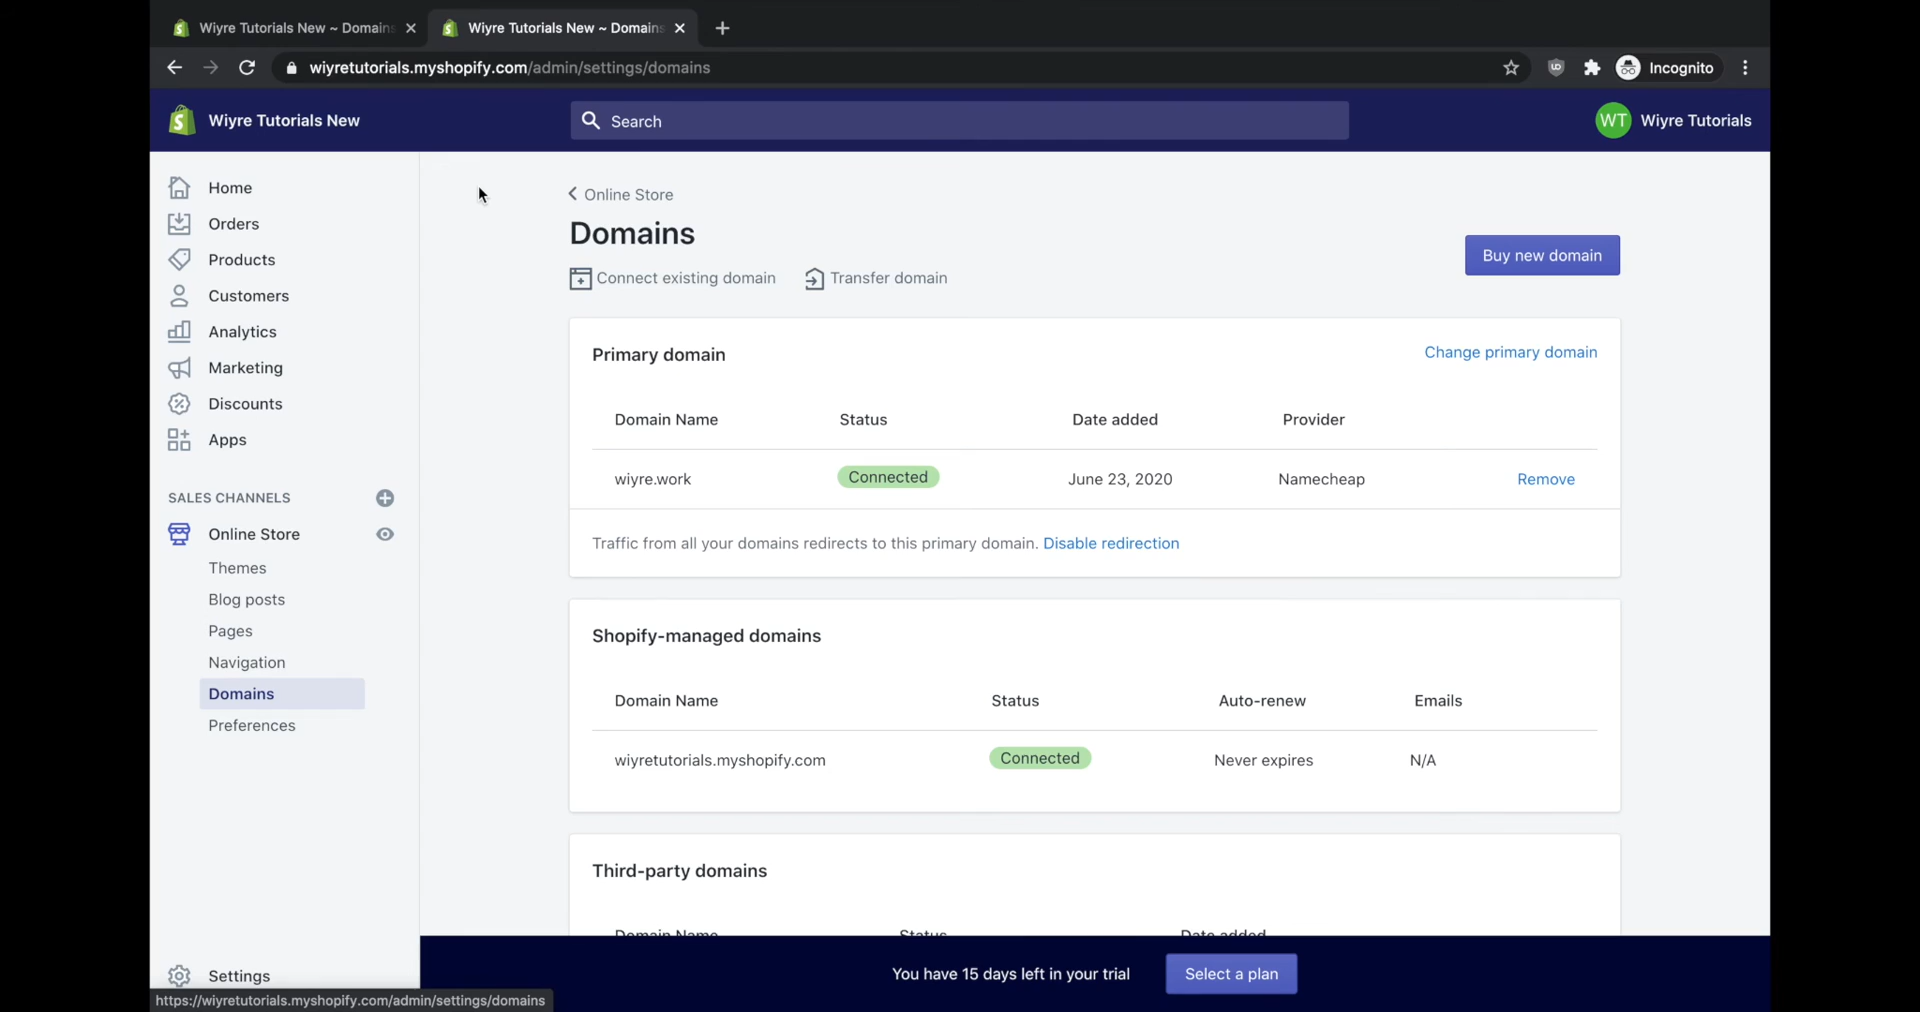 Wiyre Tutorials New ~ Domains
Wiyre Tutorials New ~ Domains
wiyretutorials.myshopify.com/admin/settings/domains
Incognito
Wiyre Tutorials New
Search
WT Wiyre Tutorials
Home
Orders
Products
Customers
Analytics
Marketing
Discounts
Apps
SALES CHANNELS
Online Store
Themes
Blog posts
Pages
Navigation
Domains
Preferences
Settings
https://wiyretutorials.myshopify.com/admin/settings/domains
Online Store
Domains
Connect existing domain Transfer domain
Buy new domain
Primary domain Change primary domain
Domain Name Status Date added Provider
wiyre.work Connected June 23, 2020 Namecheap Remove
Traffic from all your domains redirects to this primary domain. Disable redirection
Shopify-managed domains
Domain Name Status Auto-renew Emails
wiyretutorials.myshopify.com Connected Never expires N/A
Third-party domains
Domain Name Status Date added
You have 15 days left in your trial Select a plan